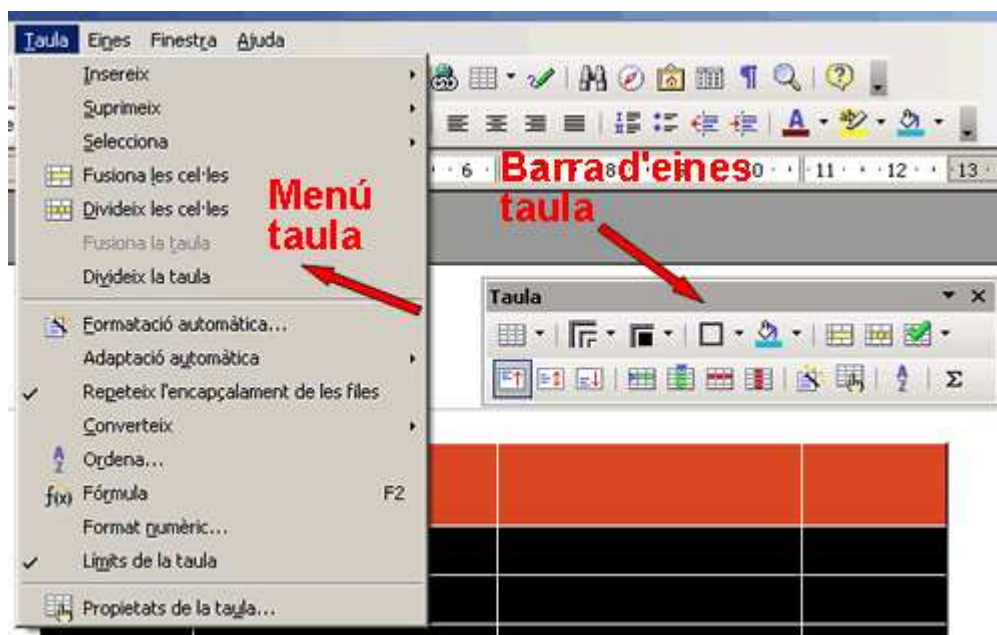 Taula Eines Finestra Ajuda
Insereix
Suprimeix
Selecciona
Fusiona les cel·les
Divideix les cel·les
Fusiona la taula
Divideix la taula
Formatació automàtica...
Adaptació automàtica
Repeteix l'encapçalament de les files
Converteix
Ordena...
Fórmula F2
Format numèric...
Límits de la taula
Propietats de la taula...
Menú
taula
6 8 11 12 13
Barra d'eines
taula
Taula